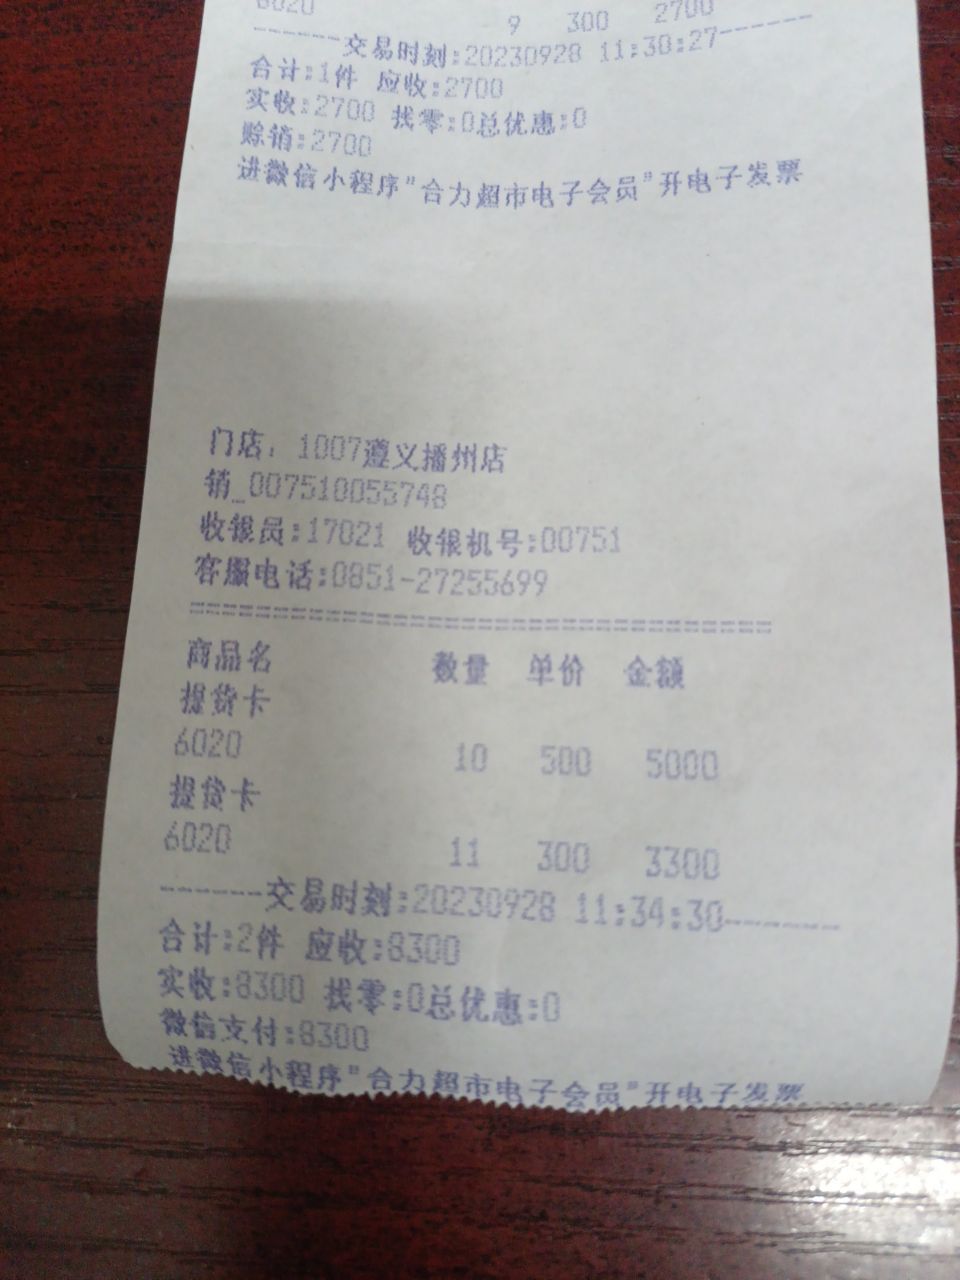 6020
9 300 2700
------交易时刻:20230928 11:30:27------
合计:1件 应收:2700
实收:2700 找零:0总优惠:0
赊销:2700
进微信小程序"合力超市电子会员"开电子发票
门店: 1007遵义播州店
销_007510055748
收银员:17021 收银机号:00751
客服电话:0851-27255699
========================================
商品名 数量 单价 金额
提货卡
6020
10 500 5000
提货卡
6020
11 300 3300
------交易时刻:20230928 11:34:30-------
合计:2件 应收:8300
实收:8300 找零:0总优惠:0
微信支付:8300
进微信小程序"合力超市电子会员"开电子发票